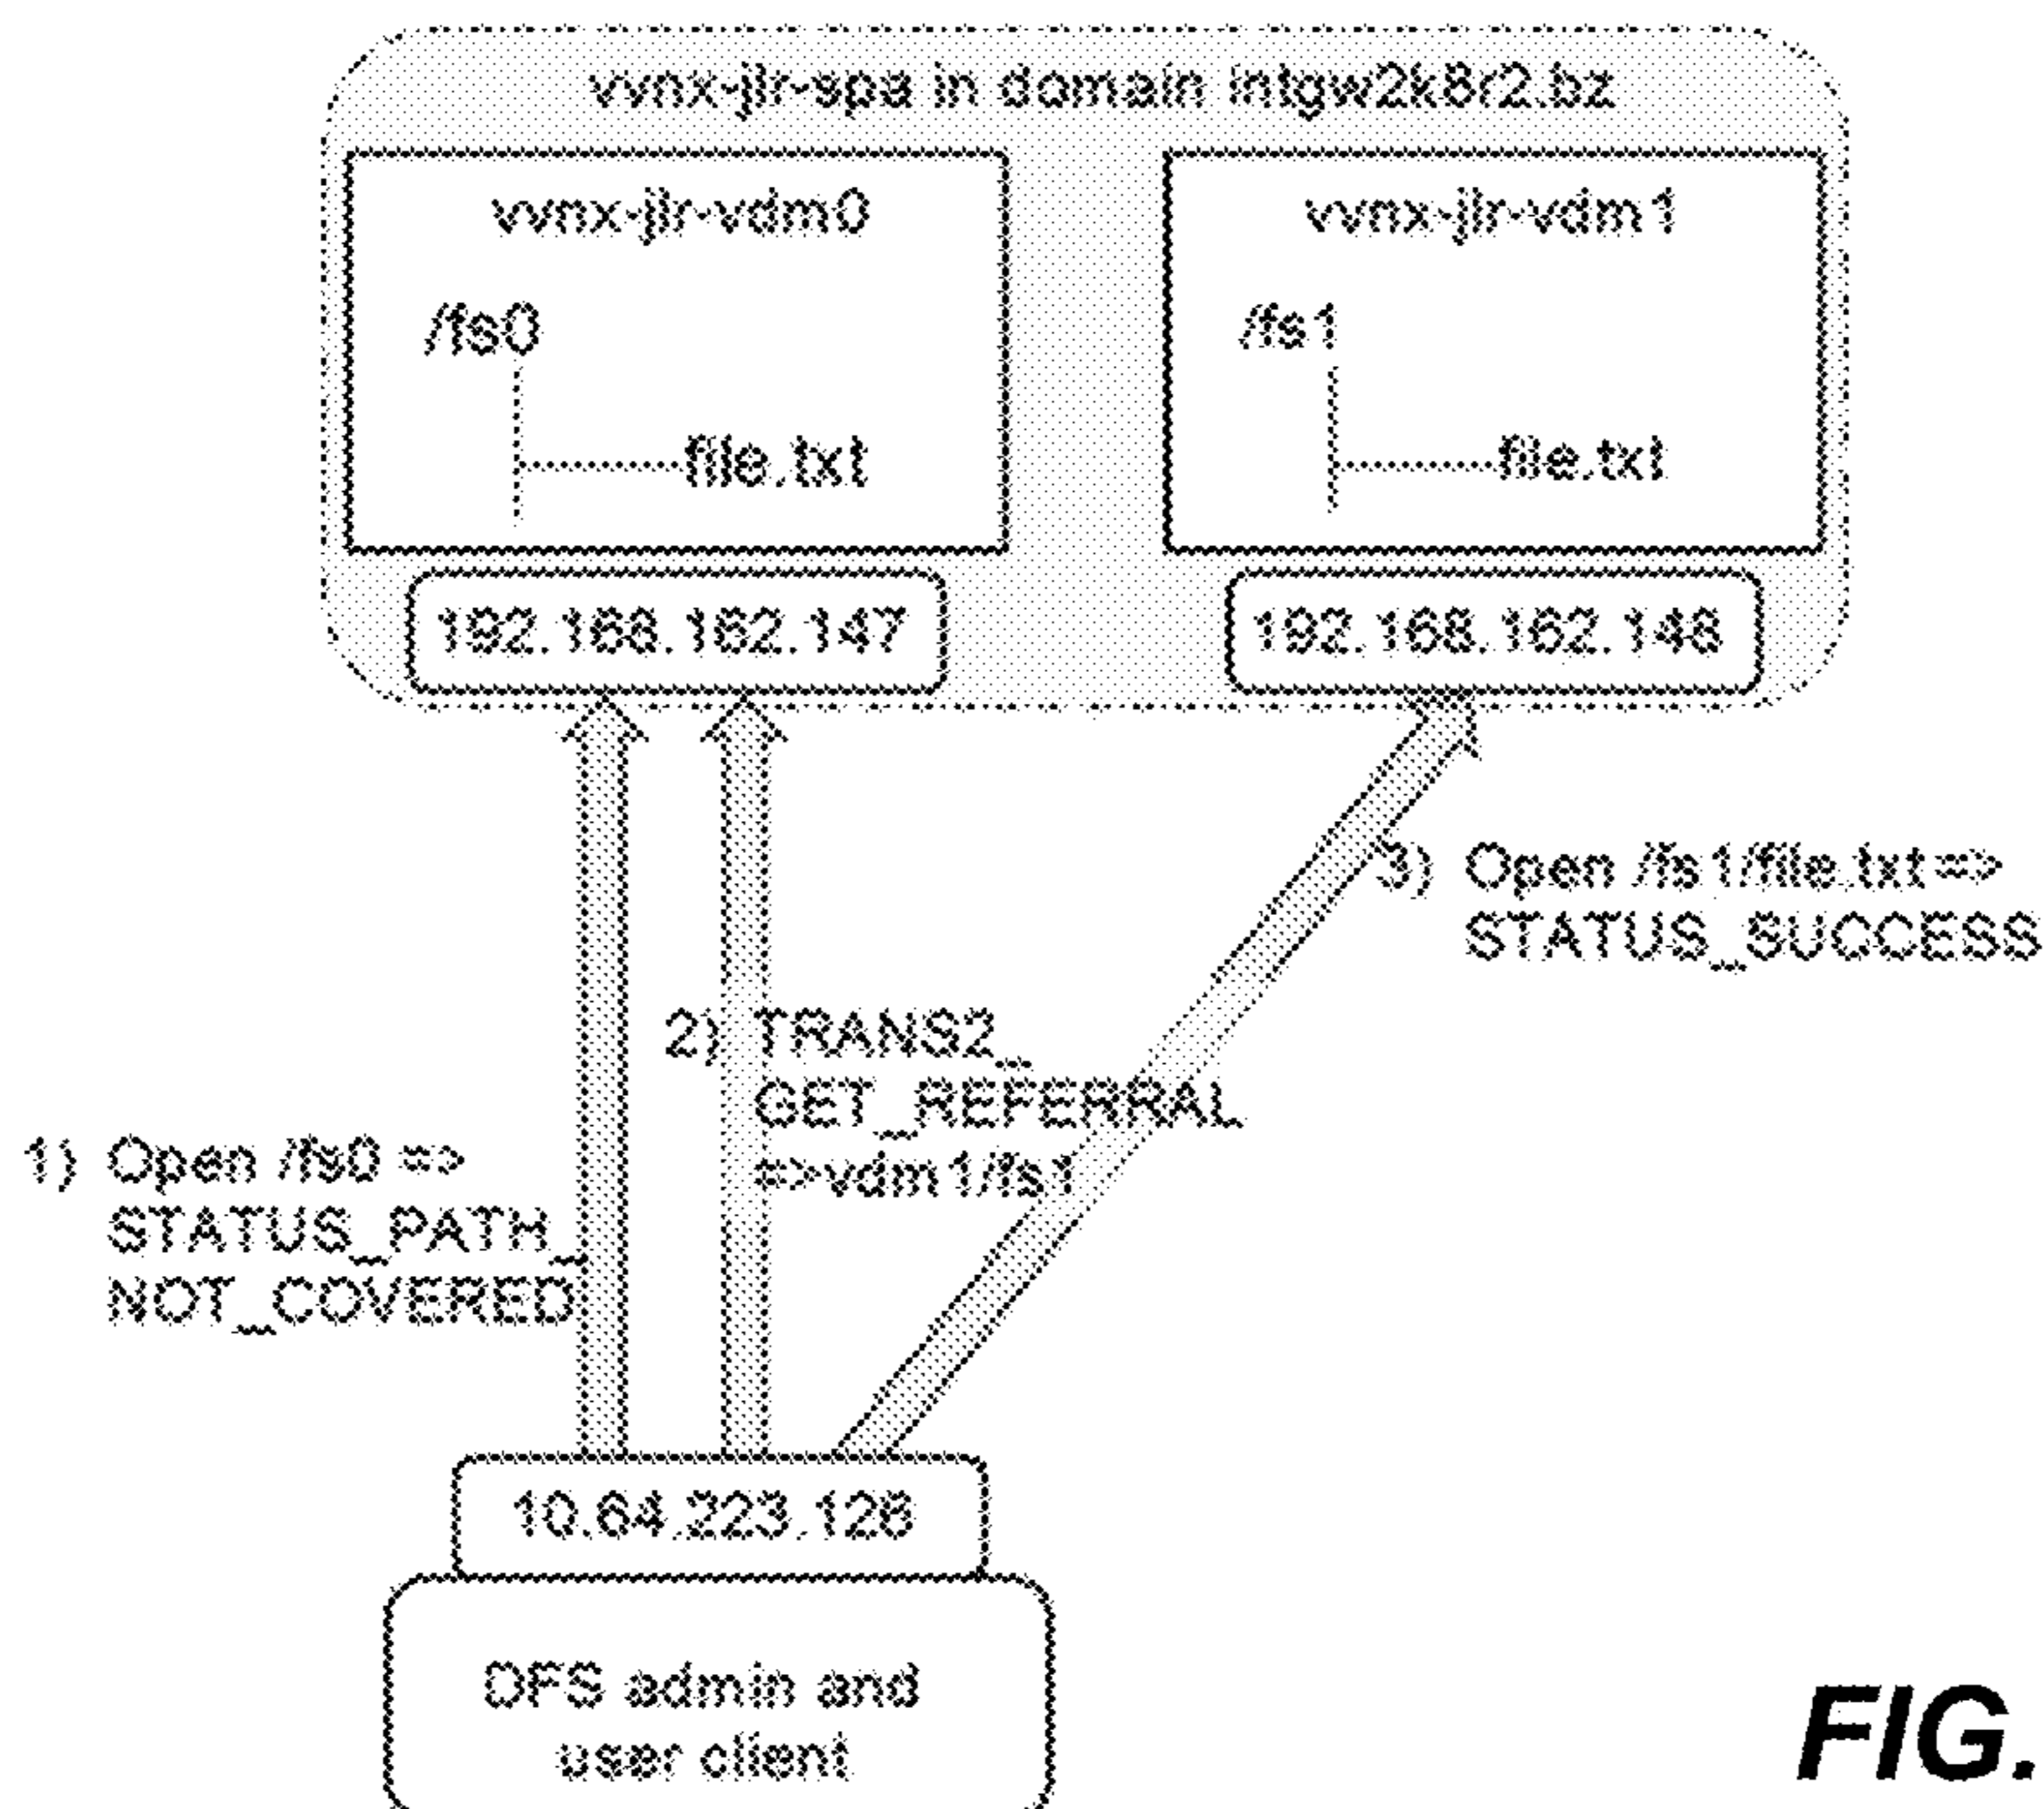 vvnx-jlr-spa in domain intgw2k8r2.bz
vvnx-jlr-vdm0
/fs0
file.txt
192.168.162.147
vvnx-jlr-vdm1
/fs1
file.txt
192.168.162.148
1) Open /fs0 =>
STATUS_PATH_
NOT_COVERED
2) TRANS2_
GET_REFERRAL
=>vdm1/fs1
3) Open /fs1/file.txt =>
STATUS_SUCCESS
10.64.223.128
DFS admin and
user client
FIG.